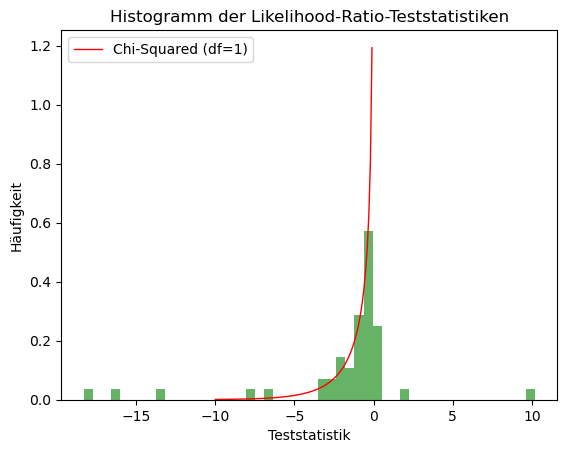 Histogramm der Likelihood-Ratio-Teststatistiken
Chi-Squared (df=1)
Häufigkeit
1.2
1.0
0.8
0.6
0.4
0.2
0.0
−15 −10 −5 0 5 10
Teststatistik